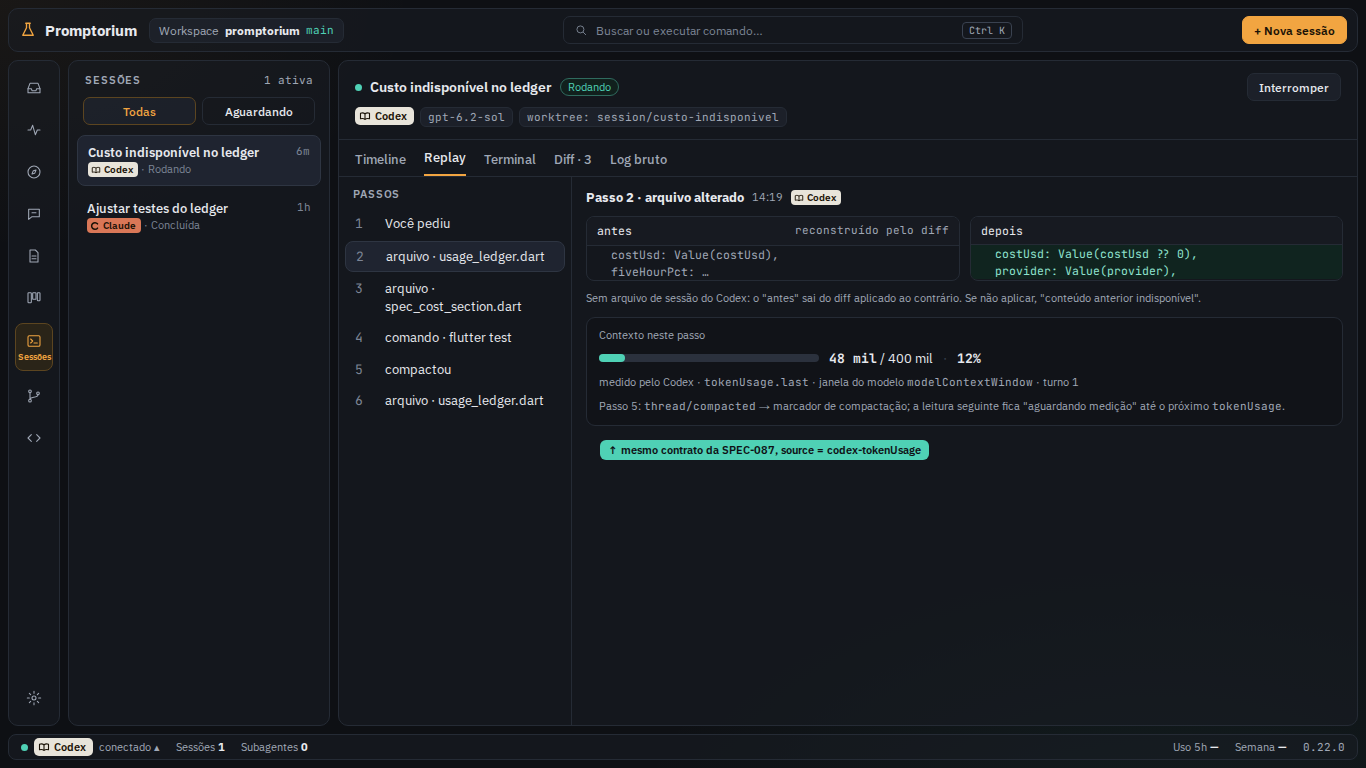 Promptorium
Workspace promptorium main
Buscar ou executar comando…
Ctrl K
+ Nova sessão
SESSÕES
1 ativa
Todas
Aguardando
Custo indisponível no ledger
6m
Codex · Rodando
Ajustar testes do ledger
1h
Claude · Concluída
Sessões
Custo indisponível no ledger
Rodando
Interromper
Codex
gpt-6.2-sol
worktree: session/custo-indisponivel
Timeline
Replay
Terminal
Diff · 3
Log bruto
PASSOS
1 Você pediu
2 arquivo · usage_ledger.dart
3 arquivo ·
spec_cost_section.dart
4 comando · flutter test
5 compactou
6 arquivo · usage_ledger.dart
Passo 2 · arquivo alterado 14:19 Codex
antes
reconstruído pelo diff
costUsd: Value(costUsd),
fiveHourPct: …
depois
costUsd: Value(costUsd ?? 0),
provider: Value(provider),
Sem arquivo de sessão do Codex: o "antes" sai do diff aplicado ao contrário. Se não aplicar, "conteúdo anterior indisponível".
Contexto neste passo
48 mil / 400 mil · 12%
medido pelo Codex · tokenUsage.last · janela do modelo modelContextWindow · turno 1
Passo 5: thread/compacted → marcador de compactação; a leitura seguinte fica "aguardando medição" até o próximo tokenUsage.
↑ mesmo contrato da SPEC-087, source = codex-tokenUsage
Codex conectado ▴
Sessões 1
Subagentes 0
Uso 5h —
Semana —
0.22.0